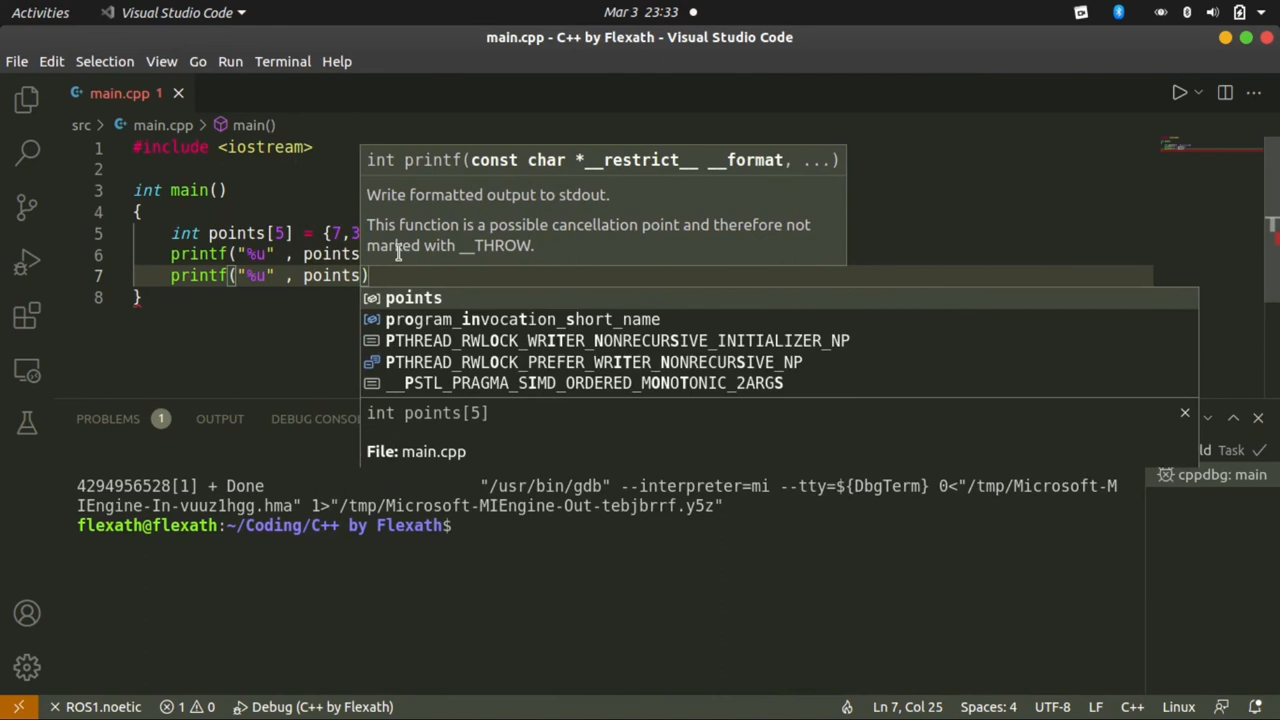 Activities Visual Studio Code Mar 3 23:33
main.cpp - C++ by Flexath - Visual Studio Code
File Edit Selection View Go Run Terminal Help
main.cpp 1
src > main.cpp > main()
1 #include <iostream>
2
3 int main()
4 {
5 int points[5] = {7,3
6 printf("%u" , points
7 printf("%u" , points)
8 }
int printf(const char *__restrict__ __format, ...)
Write formatted output to stdout.
This function is a possible cancellation point and therefore not
marked with __THROW.
points
program_invocation_short_name
PTHREAD_RWLOCK_WRITER_NONRECURSIVE_INITIALIZER_NP
PTHREAD_RWLOCK_PREFER_WRITER_NONRECURSIVE_NP
__PSTL_PRAGMA_SIMD_ORDERED_MONOTONIC_2ARGS
int points[5]
File: main.cpp
PROBLEMS 1 OUTPUT DEBUG CONSO
ld Task
cppdbg: main
4294956528[1] + Done "/usr/bin/gdb" --interpreter=mi --tty=${DbgTerm} 0<"/tmp/Microsoft-M
IEngine-In-vuuz1hgg.hma" 1>"/tmp/Microsoft-MIEngine-Out-tebjbrrf.y5z"
flexath@flexath:~/Coding/C++ by Flexath$
ROS1.noetic 1 0 Debug (C++ by Flexath) Ln 7, Col 25 Spaces: 4 UTF-8 LF C++ Linux